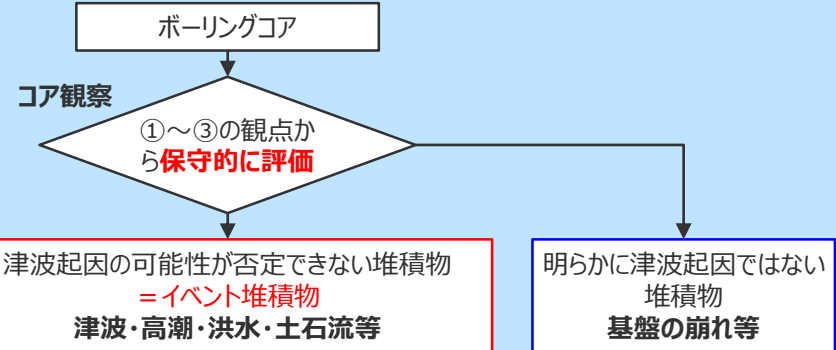 ボーリングコア
コア観察
①～③の観点か
ら保守的に評価
津波起因の可能性が否定できない堆積物
＝イベント堆積物
津波・高潮・洪水・土石流等
明らかに津波起因ではない
堆積物
基盤の崩れ等